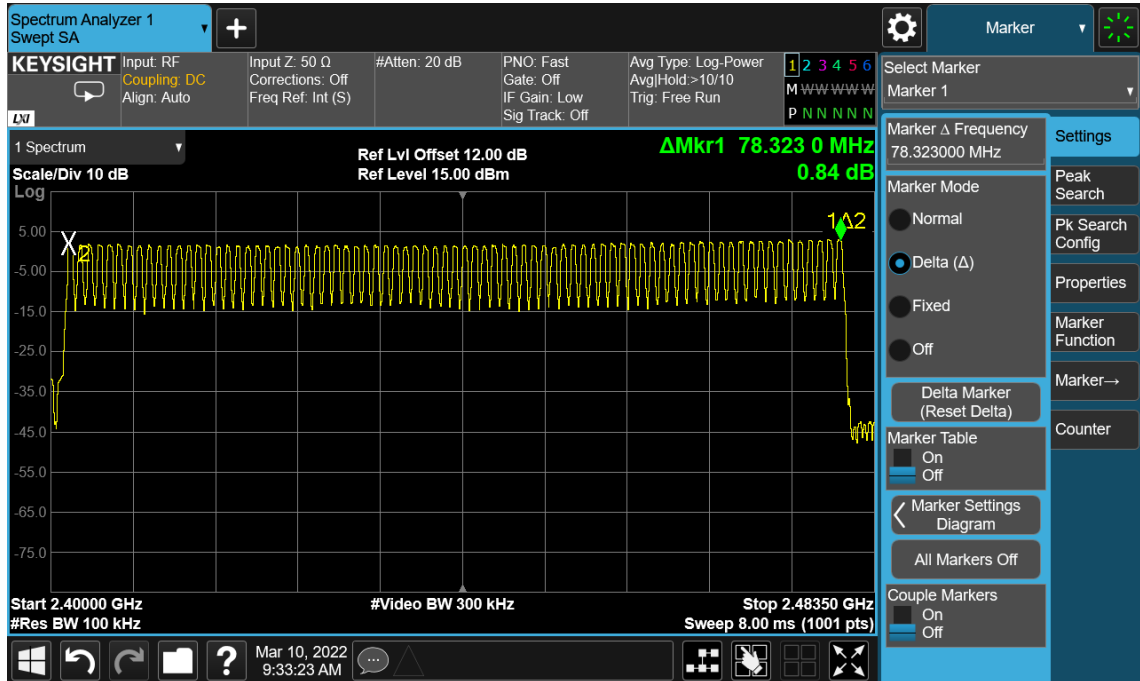 Spectrum Analyzer 1
Swept SA
+
Marker
KEYSIGHT
LXI
Input: RF
Coupling: DC
Align: Auto
Input Z: 50 Ω
Corrections: Off
Freq Ref: Int (S)
#Atten: 20 dB
PNO: Fast
Gate: Off
IF Gain: Low
Sig Track: Off
Avg Type: Log-Power
Avg|Hold:>10/10
Trig: Free Run
1 2 3 4 5 6
M W W W W W
P N N N N N
Select Marker
Marker 1
1 Spectrum
Scale/Div 10 dB
Log
Ref Lvl Offset 12.00 dB
Ref Level 15.00 dBm
ΔMkr1 78.323 0 MHz
0.84 dB
1Δ2
X2
5.00
-5.00
-15.0
-25.0
-35.0
-45.0
-55.0
-65.0
-75.0
Start 2.40000 GHz
#Res BW 100 kHz
#Video BW 300 kHz
Stop 2.48350 GHz
Sweep 8.00 ms (1001 pts)
Marker Δ Frequency
78.323000 MHz
Marker Mode
Normal
Delta (Δ)
Fixed
Off
Delta Marker
(Reset Delta)
Marker Table
On
Off
Marker Settings
Diagram
All Markers Off
Couple Markers
On
Off
Settings
Peak
Search
Pk Search
Config
Properties
Marker
Function
Marker→
Counter
?
Mar 10, 2022
9:33:23 AM